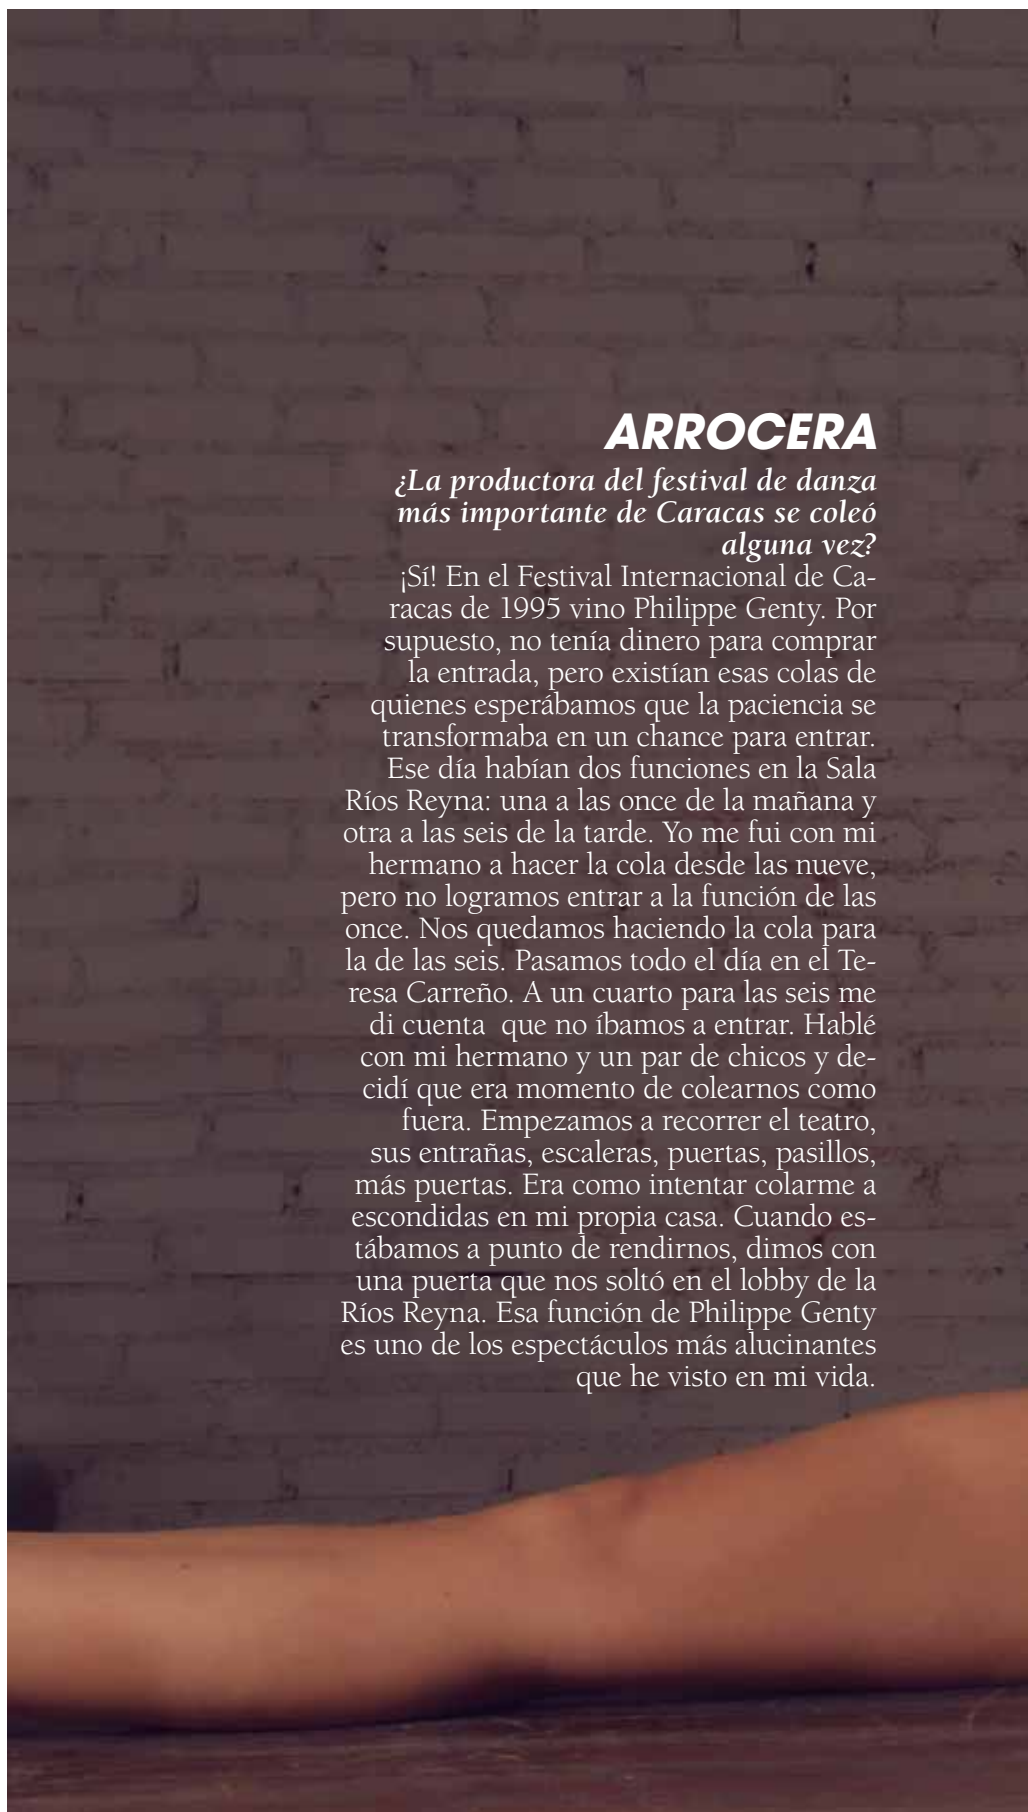 ARROCERA
¿La productora del festival de danza
más importante de Caracas se coleó
alguna vez?
¡Sí! En el Festival Internacional de Ca-
racas de 1995 vino Philippe Genty. Por
supuesto, no tenía dinero para comprar
la entrada, pero existían esas colas de
quienes esperábamos que la paciencia se
transformaba en un chance para entrar.
Ese día habían dos funciones en la Sala
Ríos Reyna: una a las once de la mañana y
otra a las seis de la tarde. Yo me fui con mi
hermano a hacer la cola desde las nueve,
pero no logramos entrar a la función de las
once. Nos quedamos haciendo la cola para
la de las seis. Pasamos todo el día en el Te-
resa Carreño. A un cuarto para las seis me
di cuenta  que no íbamos a entrar. Hablé
con mi hermano y un par de chicos y de-
cidí que era momento de colearnos como
fuera. Empezamos a recorrer el teatro,
sus entrañas, escaleras, puertas, pasillos,
más puertas. Era como intentar colarme a
escondidas en mi propia casa. Cuando es-
tábamos a punto de rendirnos, dimos con
una puerta que nos soltó en el lobby de la
Ríos Reyna. Esa función de Philippe Genty
es uno de los espectáculos más alucinantes
que he visto en mi vida.